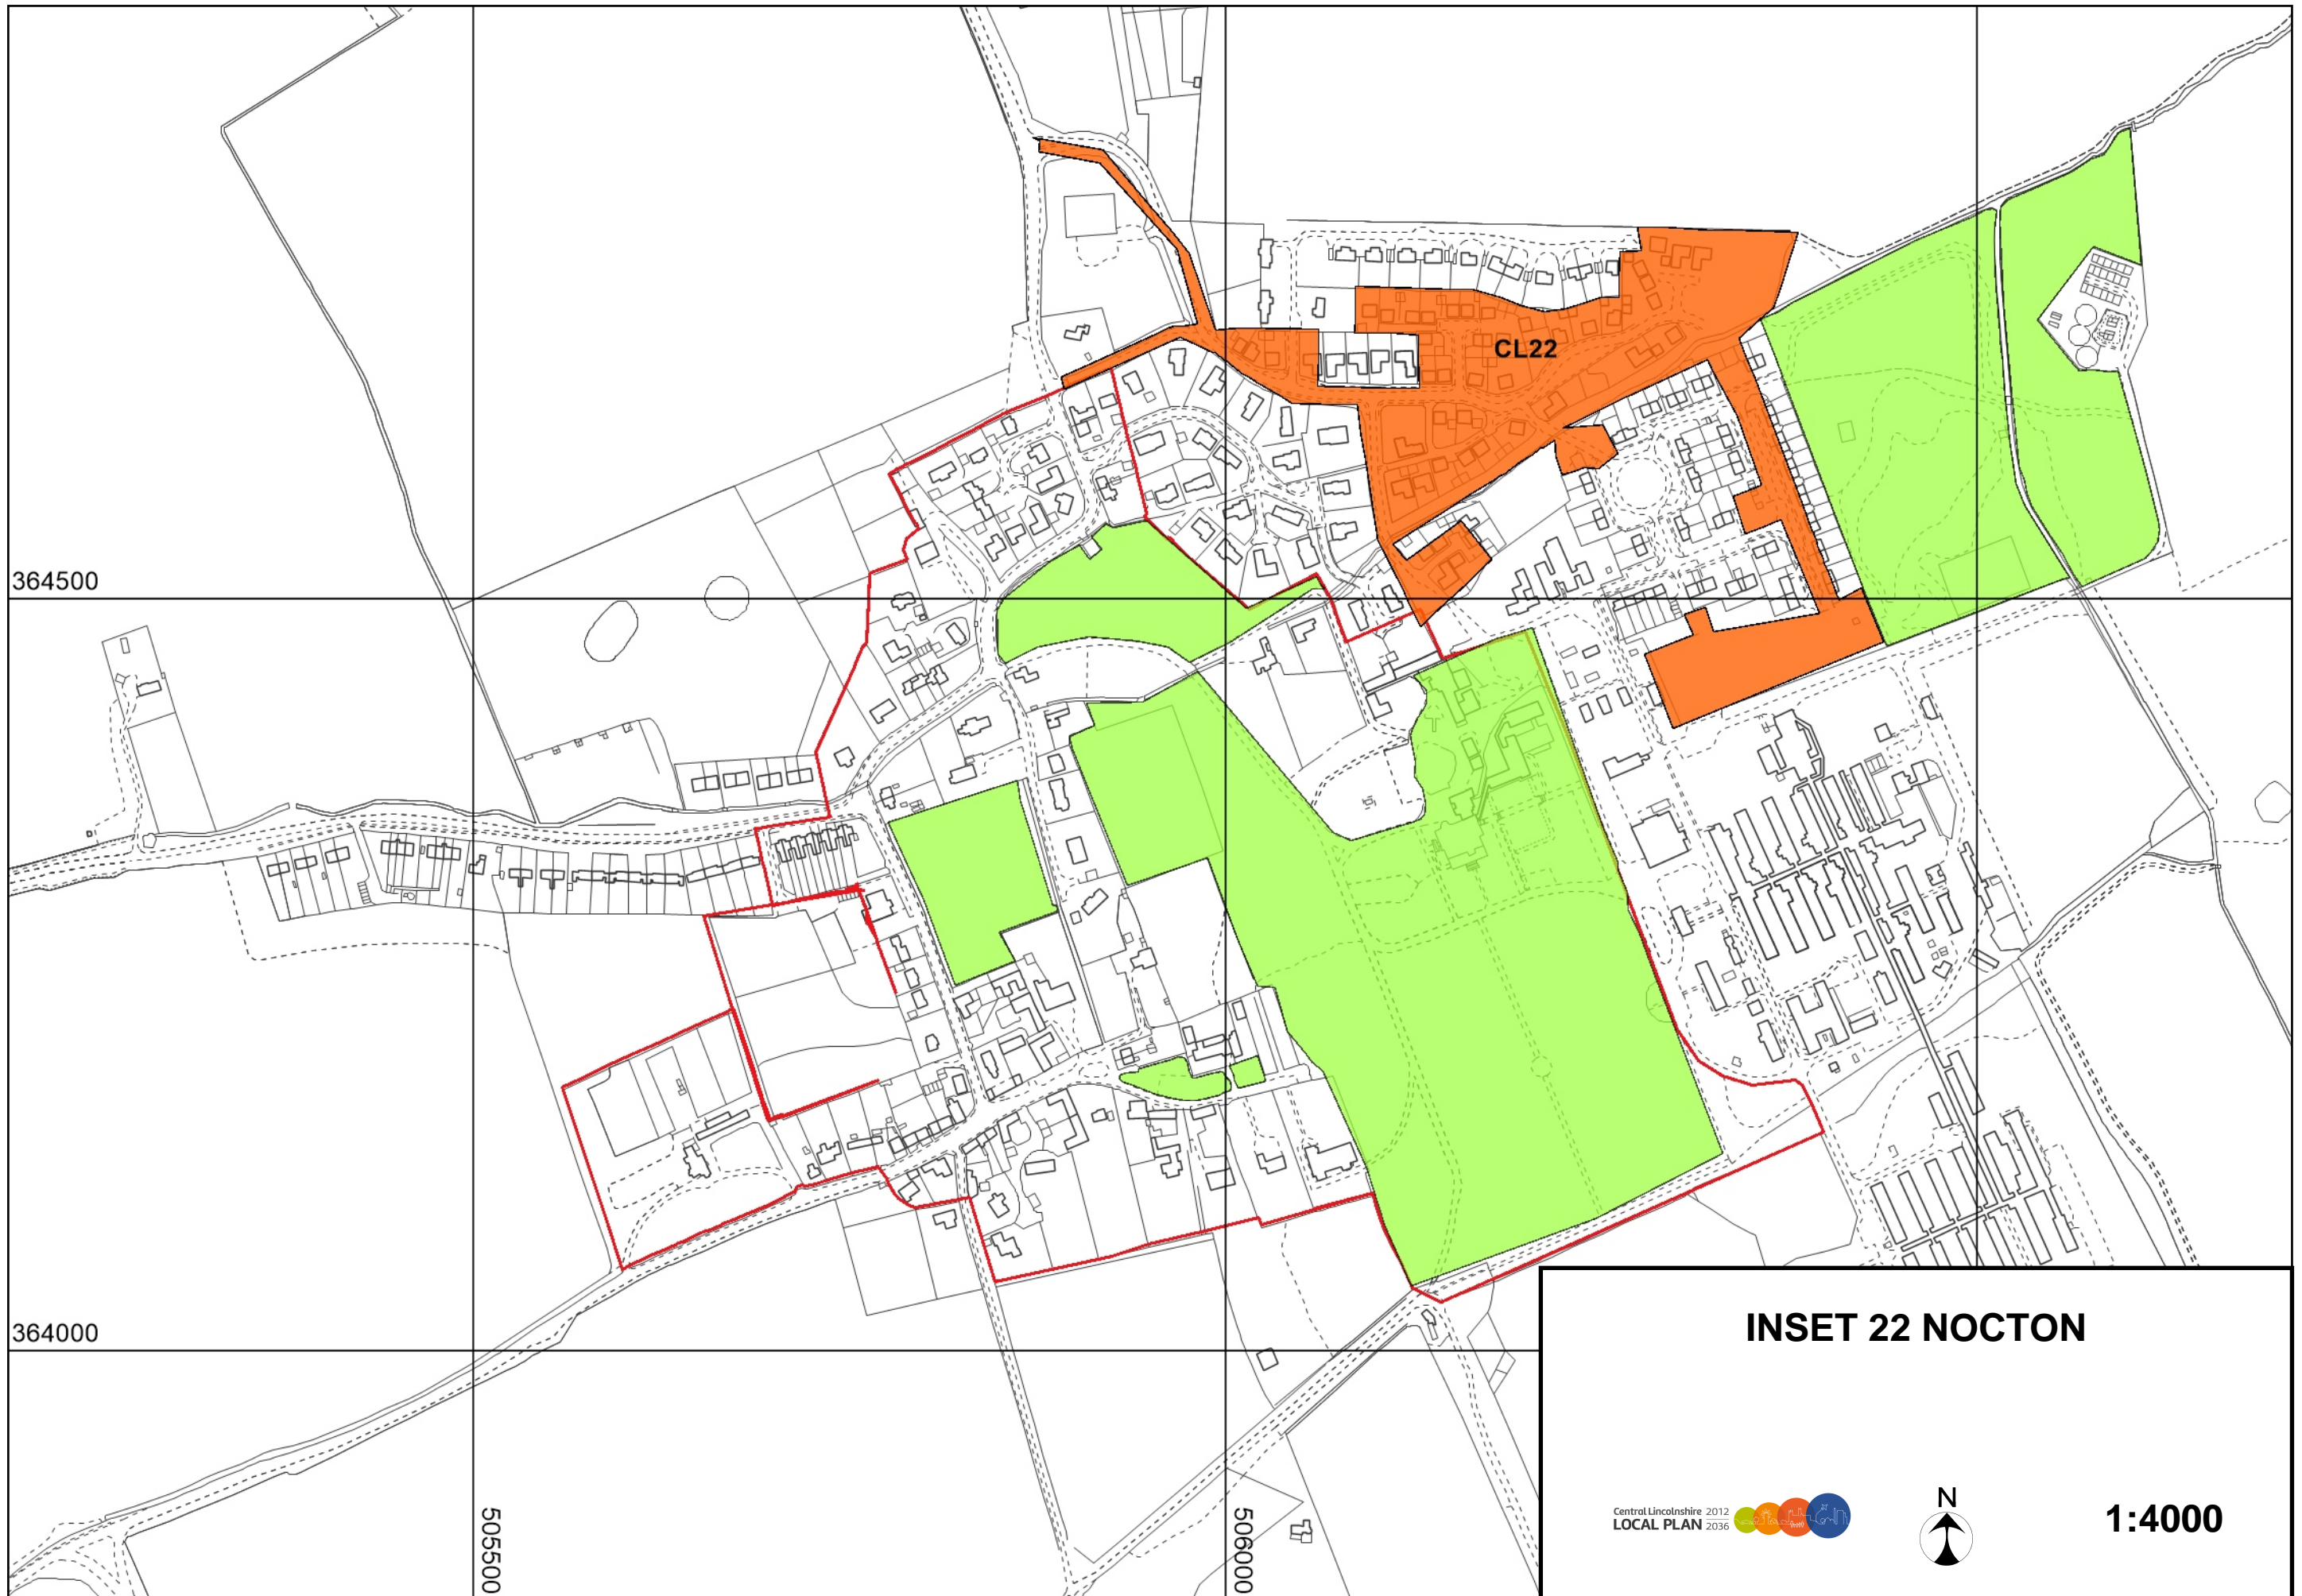 CL22
364500
364000
505500
506000
INSET 22 NOCTON
Central Lincolnshire 2012
LOCAL PLAN 2036
N
1:4000